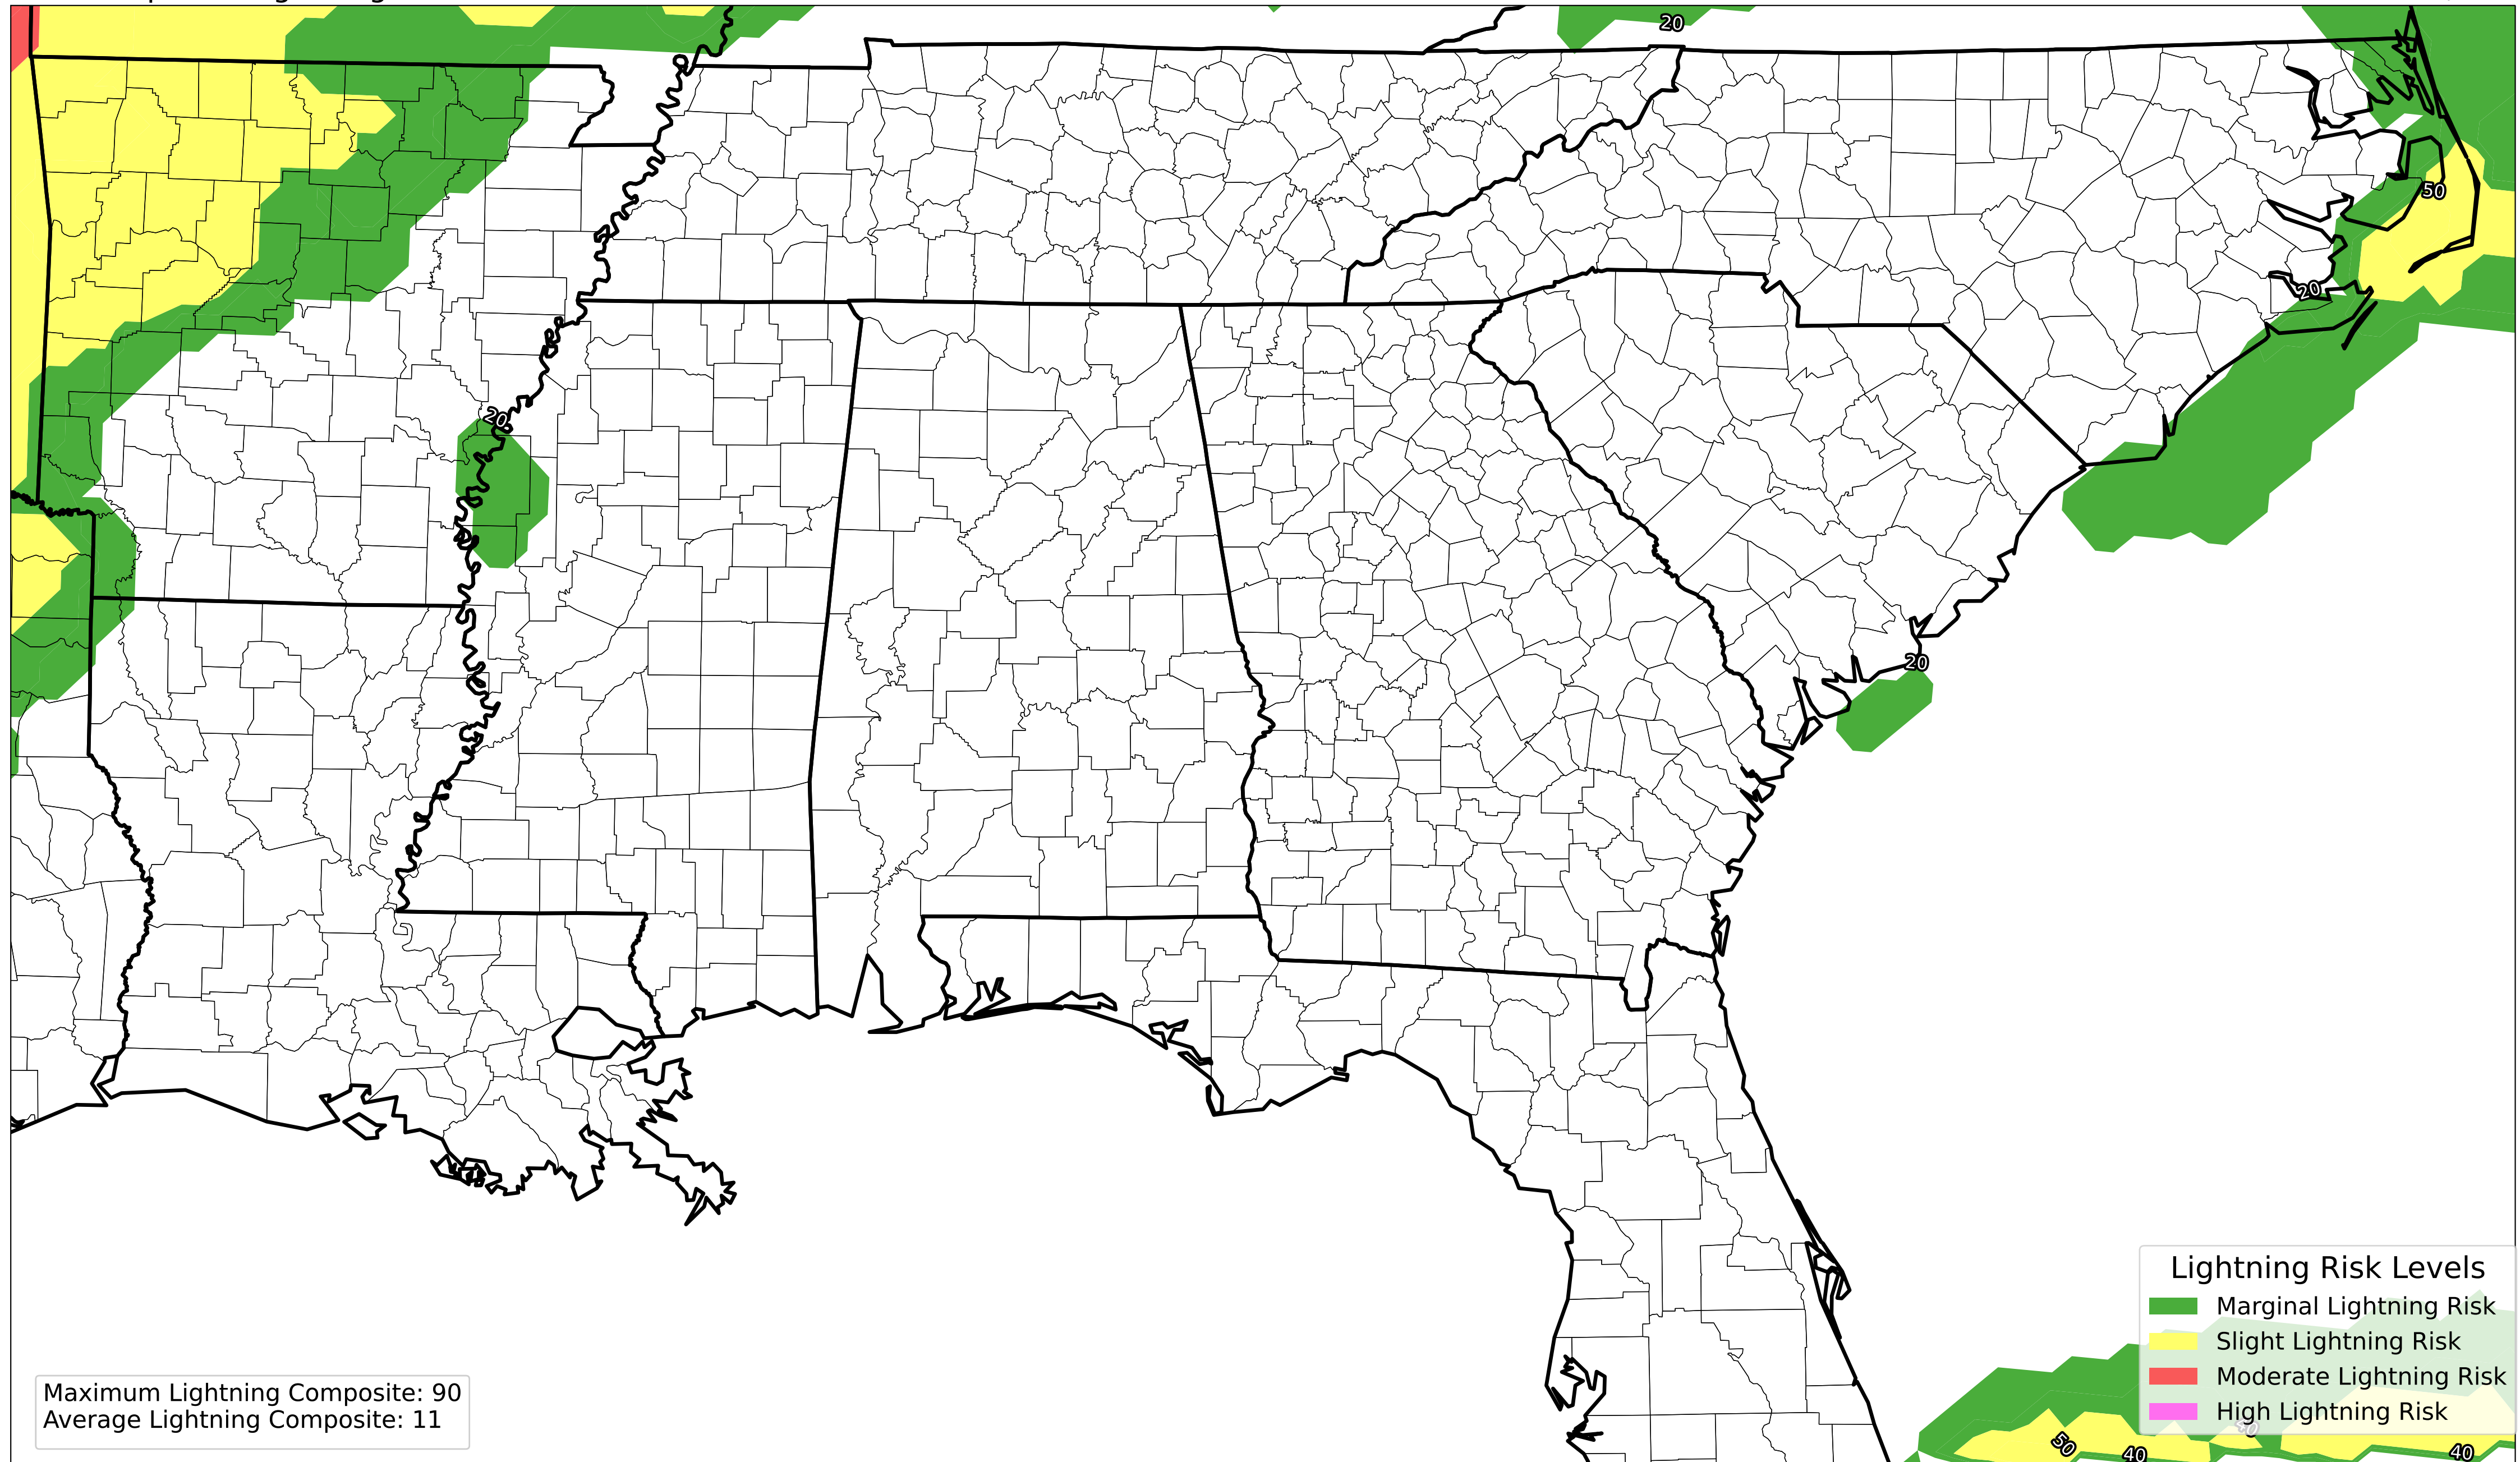 20
50
20
20
20
Lightning Risk Levels
Marginal Lightning Risk
Slight Lightning Risk
Moderate Lightning Risk
High Lightning Risk
Maximum Lightning Composite: 90
Average Lightning Composite: 11
50
40
40